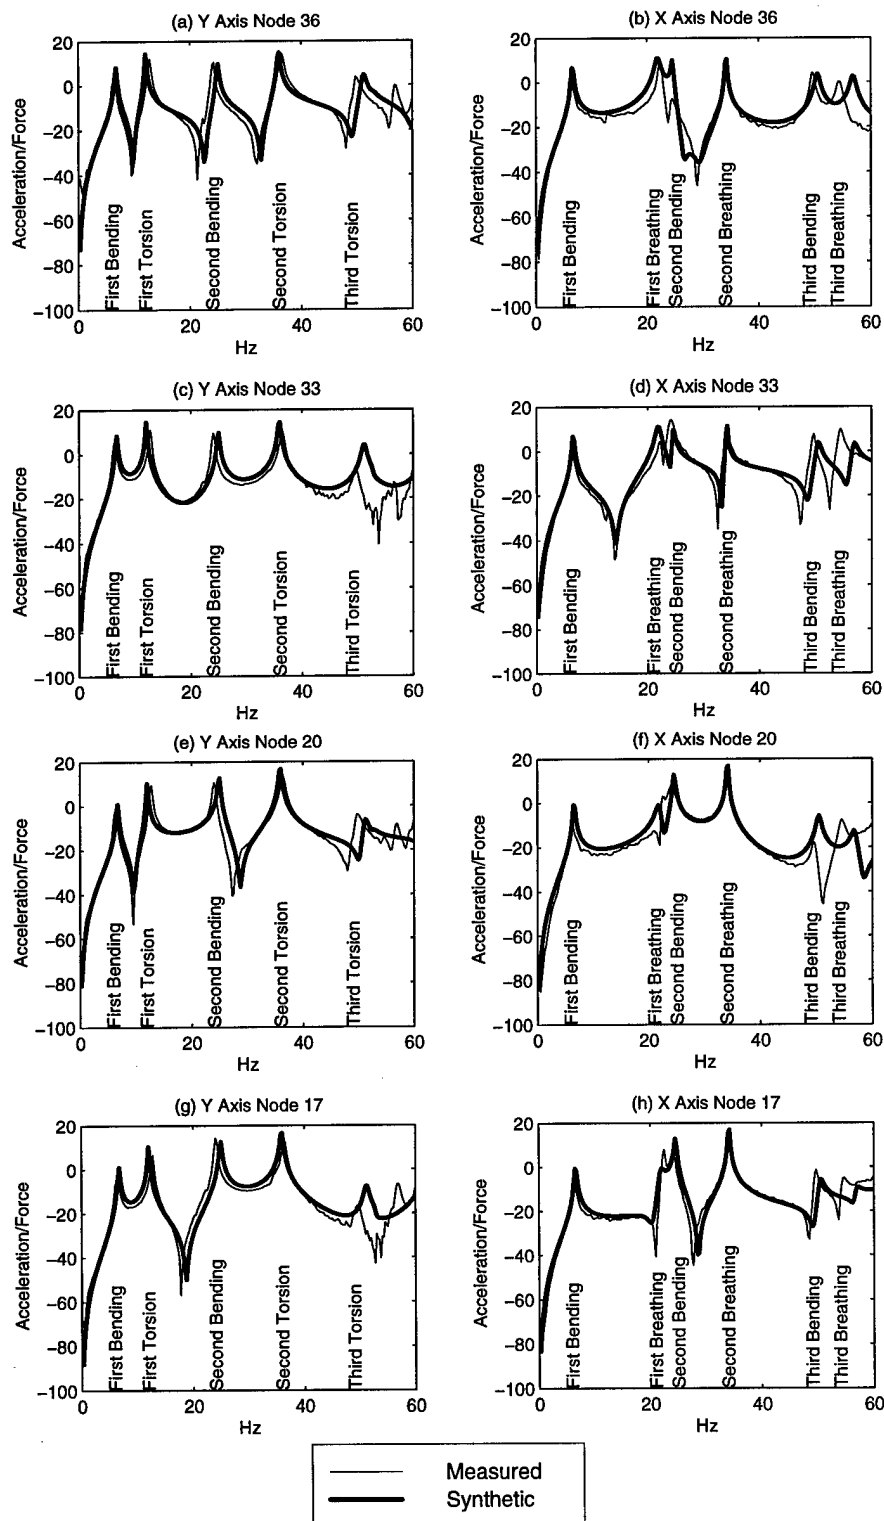 (a) Y Axis Node 36
Acceleration/Force
20
0
−20
−40
−60
−80
−100
First Bending
First Torsion
Second Bending
Second Torsion
Third Torsion
0 20 40 60
Hz
(b) X Axis Node 36
Acceleration/Force
20
0
−20
−40
−60
−80
−100
First Bending
First Breathing
Second Bending
Second Breathing
Third Bending
Third Breathing
0 20 40 60
Hz
(c) Y Axis Node 33
Acceleration/Force
20
0
−20
−40
−60
−80
−100
First Bending
First Torsion
Second Bending
Second Torsion
Third Torsion
0 20 40 60
Hz
(d) X Axis Node 33
Acceleration/Force
20
0
−20
−40
−60
−80
−100
First Bending
First Breathing
Second Bending
Second Breathing
Third Bending
Third Breathing
0 20 40 60
Hz
(e) Y Axis Node 20
Acceleration/Force
20
0
−20
−40
−60
−80
−100
First Bending
First Torsion
Second Bending
Second Torsion
Third Torsion
0 20 40 60
Hz
(f) X Axis Node 20
Acceleration/Force
20
0
−20
−40
−60
−80
−100
First Bending
First Breathing
Second Bending
Second Breathing
Third Bending
Third Breathing
0 20 40 60
Hz
(g) Y Axis Node 17
Acceleration/Force
20
0
−20
−40
−60
−80
−100
First Bending
First Torsion
Second Bending
Second Torsion
Third Torsion
0 20 40 60
Hz
(h) X Axis Node 17
Acceleration/Force
20
0
−20
−40
−60
−80
−100
First Bending
First Breathing
Second Bending
Second Breathing
Third Bending
Third Breathing
0 20 40 60
Hz
Measured
Synthetic